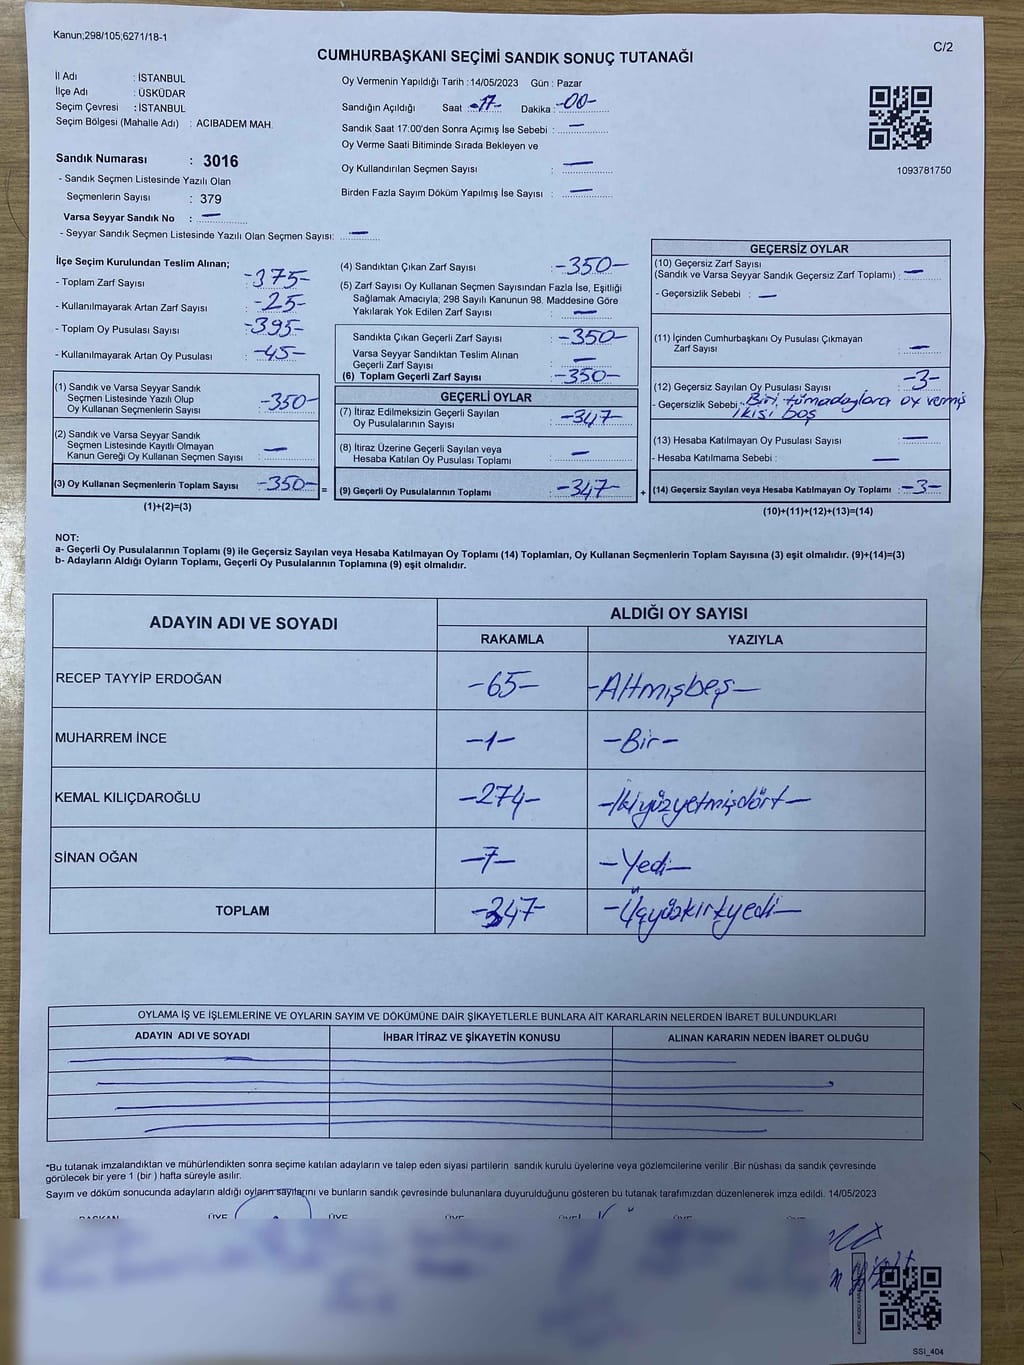 Kanun;298/105;6271/18-1
C/2
CUMHURBAŞKANI SEÇİMİ SANDIK SONUÇ TUTANAĞI
İl Adı : İSTANBUL
İlçe Adı : ÜSKÜDAR
Seçim Çevresi : İSTANBUL
Seçim Bölgesi (Mahalle Adı) : ACIBADEM MAH.
Sandık Numarası : 3016
- Sandık Seçmen Listesinde Yazılı Olan
Seçmenlerin Sayısı : 379
Varsa Seyyar Sandık No : —
- Seyyar Sandık Seçmen Listesinde Yazılı Olan Seçmen Sayısı: —
Oy Vermenin Yapıldığı Tarih : 14/05/2023 Gün : Pazar
Sandığın Açıldığı Saat : -17- Dakika : -00-
Sandık Saat 17:00'den Sonra Açımış İse Sebebi : —
Oy Verme Saati Bitiminde Sırada Bekleyen ve
Oy Kullandırılan Seçmen Sayısı : —
Birden Fazla Sayım Döküm Yapılmış İse Sayısı : —
1093781750
İlçe Seçim Kurulundan Teslim Alınan;
- Toplam Zarf Sayısı : -375-
- Kullanılmayarak Artan Zarf Sayısı : -25-
- Toplam Oy Pusulası Sayısı : -395-
- Kullanılmayarak Artan Oy Pusulası : -45-
(1) Sandık ve Varsa Seyyar Sandık
Seçmen Listesinde Yazılı Olup
Oy Kullanan Seçmenlerin Sayısı : -350-
(2) Sandık ve Varsa Seyyar Sandık
Seçmen Listesinde Kayıtlı Olmayan
Kanun Gereği Oy Kullanan Seçmen Sayısı : —
(3) Oy Kullanan Seçmenlerin Toplam Sayısı : -350- =
(1)+(2)=(3)
(4) Sandıktan Çıkan Zarf Sayısı : -350-
(5) Zarf Sayısı Oy Kullanan Seçmen Sayısından Fazla İse, Eşitliği
Sağlamak Amacıyla; 298 Sayılı Kanunun 98. Maddesine Göre
Yakılarak Yok Edilen Zarf Sayısı : —
Sandıkta Çıkan Geçerli Zarf Sayısı : -350-
Varsa Seyyar Sandıktan Teslim Alınan
Geçerli Zarf Sayısı : —
(6) Toplam Geçerli Zarf Sayısı : -350-
GEÇERLİ OYLAR
(7) İtiraz Edilmeksizin Geçerli Sayılan
Oy Pusulalarının Sayısı : -347-
(8) İtiraz Üzerine Geçerli Sayılan veya
Hesaba Katılan Oy Pusulası Toplamı : —
(9) Geçerli Oy Pusulalarının Toplamı : -347- +
GEÇERSİZ OYLAR
(10) Geçersiz Zarf Sayısı
(Sandık ve Varsa Seyyar Sandık Geçersiz Zarf Toplamı) : —
- Geçersizlik Sebebi : —
(11) İçinden Cumhurbaşkanı Oy Pusulası Çıkmayan
Zarf Sayısı : —
(12) Geçersiz Sayılan Oy Pusulası Sayısı : -3-
- Geçersizlik Sebebi : Biri tüm adaylara oy vermiş
ikisi boş
(13) Hesaba Katılmayan Oy Pusulası Sayısı : —
- Hesaba Katılmama Sebebi : —
(14) Geçersiz Sayılan veya Hesaba Katılmayan Oy Toplamı : -3-
(10)+(11)+(12)+(13)=(14)
NOT:
a- Geçerli Oy Pusulalarının Toplamı (9) ile Geçersiz Sayılan veya Hesaba Katılmayan Oy Toplamı (14) Toplamları, Oy Kullanan Seçmenlerin Toplam Sayısına (3) eşit olmalıdır. (9)+(14)=(3)
b- Adayların Aldığı Oyların Toplamı, Geçerli Oy Pusulalarının Toplamına (9) eşit olmalıdır.
ADAYIN ADI VE SOYADI
ALDIĞI OY SAYISI
RAKAMLA YAZIYLA
RECEP TAYYİP ERDOĞAN -65- -Altmışbeş-
MUHARREM İNCE -1- -Bir-
KEMAL KILIÇDAROĞLU -274- -İkiyüzyetmişdört-
SİNAN OĞAN -7- -Yedi-
TOPLAM -347- -Üçyüzkırkyedi-
OYLAMA İŞ VE İŞLEMLERİNE VE OYLARIN SAYIM VE DÖKÜMÜNE DAİR ŞİKAYETLERLE BUNLARA AİT KARARLARIN NELERDEN İBARET BULUNDUKLARI
ADAYIN ADI VE SOYADI İHBAR İTİRAZ VE ŞİKAYETİN KONUSU ALINAN KARARIN NEDEN İBARET OLDUĞU
*Bu tutanak imzalandıktan ve mühürlendikten sonra seçime katılan adayların ve talep eden siyasi partilerin sandık kurulu üyelerine veya gözlemcilerine verilir .Bir nüshası da sandık çevresinde
görülecek bir yere 1 (bir ) hafta süreyle asılır.
Sayım ve döküm sonucunda adayların aldığı oyların sayılarını ve bunların sandık çevresinde bulunanlara duyurulduğunu gösteren bu tutanak tarafımızdan düzenlenerek imza edildi. 14/05/2023
BAŞKAN ÜYE ÜYE ÜYE ÜYE ÜYE ÜYE
SSI_404